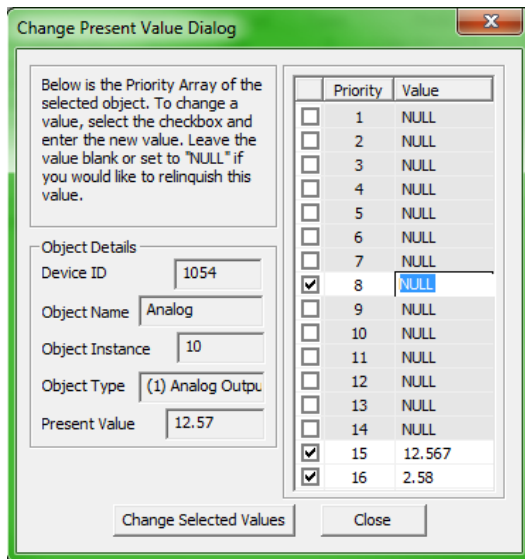 Change Present Value Dialog
x
Below is the Priority Array of the
selected object. To change a
value, select the checkbox and
enter the new value. Leave the
value blank or set to "NULL" if
you would like to relinquish this
value.
Object Details
Device ID 1054
Object Name Analog
Object Instance 10
Object Type (1) Analog Outpu
Present Value 12.57
Priority Value
1 NULL
2 NULL
3 NULL
4 NULL
5 NULL
6 NULL
7 NULL
8 NULL
9 NULL
10 NULL
11 NULL
12 NULL
13 NULL
14 NULL
15 12.567
16 2.58
Change Selected Values Close